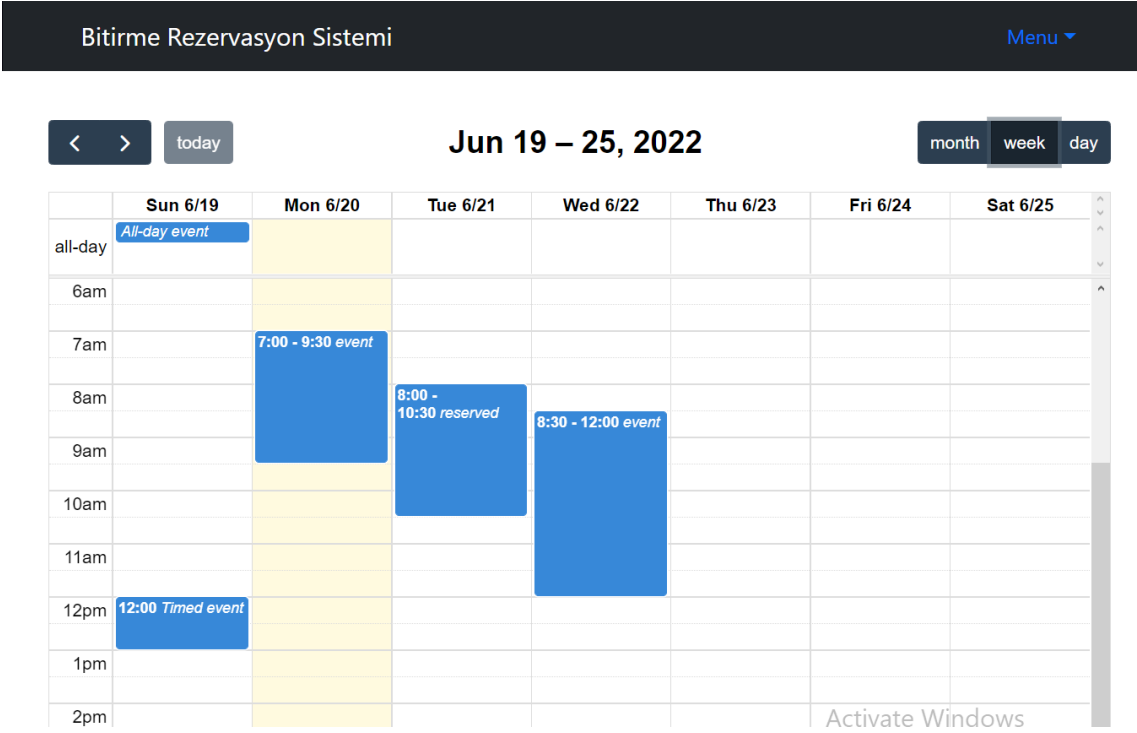 Bitirme Rezervasyon Sistemi
Menu
today
Jun 19 – 25, 2022
month week day
Sun 6/19 Mon 6/20 Tue 6/21 Wed 6/22 Thu 6/23 Fri 6/24 Sat 6/25
all-day All-day event
6am
7am 7:00 - 9:30 event
8am 8:00 -
10:30 reserved
8:30 - 12:00 event
9am
10am
11am
12pm 12:00 Timed event
1pm
2pm
Activate Windows